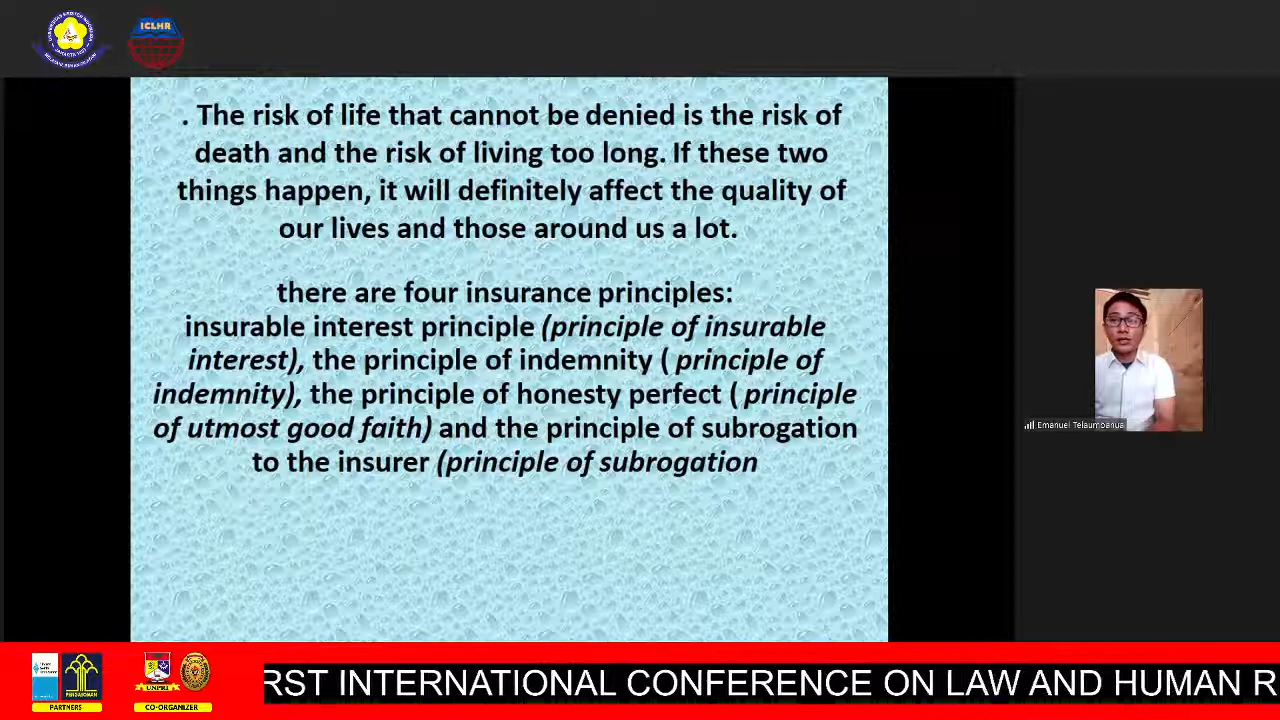 ICLHR
. The risk of life that cannot be denied is the risk of
death and the risk of living too long. If these two
things happen, it will definitely affect the quality of
our lives and those around us a lot.
there are four insurance principles:
insurable interest principle (principle of insurable
interest), the principle of indemnity ( principle of
indemnity), the principle of honesty perfect ( principle
of utmost good faith) and the principle of subrogation
to the insurer (principle of subrogation
Emanuel Telaumbanua
PENGAYOMAN
UNPRI
PARTNERS
CO-ORGANIZER
RST INTERNATIONAL CONFERENCE ON LAW AND HUMAN R